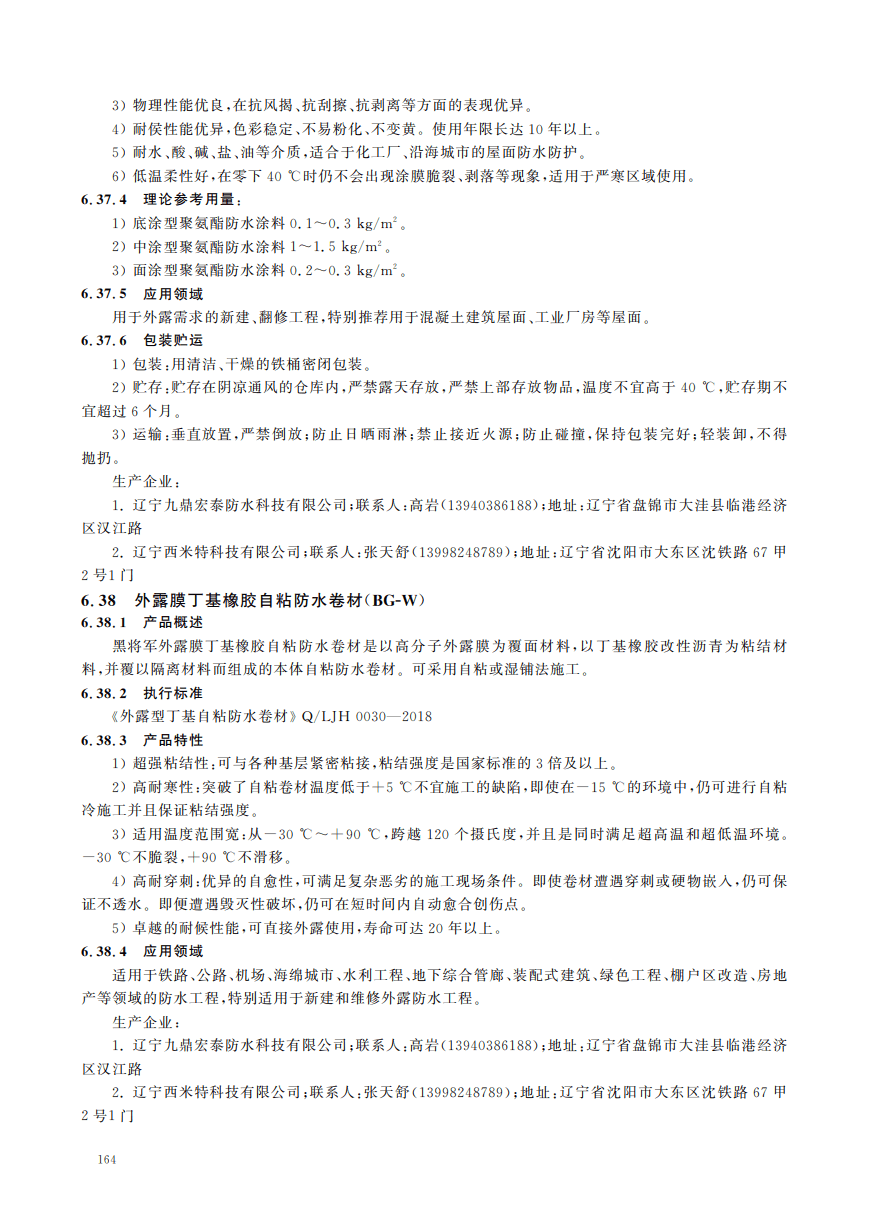 3) 物理性能优良,在抗风揭、抗刮擦、抗剥离等方面的表现优异。
4) 耐侯性能优异,色彩稳定、不易粉化、不变黄。使用年限长达 10 年以上。
5) 耐水、酸、碱、盐、油等介质,适合于化工厂、沿海城市的屋面防水防护。
6) 低温柔性好,在零下 40 ℃时仍不会出现涂膜脆裂、剥落等现象,适用于严寒区域使用。
6.37.4 理论参考用量:
1) 底涂型聚氨酯防水涂料 0.1～0.3 kg/m²。
2) 中涂型聚氨酯防水涂料 1～1.5 kg/m²。
3) 面涂型聚氨酯防水涂料 0.2～0.3 kg/m²。
6.37.5 应用领域
用于外露需求的新建、翻修工程,特别推荐用于混凝土建筑屋面、工业厂房等屋面。
6.37.6 包装贮运
1) 包装:用清洁、干燥的铁桶密闭包装。
2) 贮存:贮存在阴凉通风的仓库内,严禁露天存放,严禁上部存放物品,温度不宜高于 40 ℃,贮存期不
宜超过 6 个月。
3) 运输:垂直放置,严禁倒放;防止日晒雨淋;禁止接近火源;防止碰撞,保持包装完好;轻装卸,不得
抛扔。
生产企业:
1. 辽宁九鼎宏泰防水科技有限公司;联系人:高岩(13940386188);地址:辽宁省盘锦市大洼县临港经济
区汉江路
2. 辽宁西米特科技有限公司;联系人:张天舒(13998248789);地址:辽宁省沈阳市大东区沈铁路 67 甲
2 号1 门
6.38 外露膜丁基橡胶自粘防水卷材(BG-W)
6.38.1 产品概述
黑将军外露膜丁基橡胶自粘防水卷材是以高分子外露膜为覆面材料,以丁基橡胶改性沥青为粘结材
料,并覆以隔离材料而组成的本体自粘防水卷材。可采用自粘或湿铺法施工。
6.38.2 执行标准
《外露型丁基自粘防水卷材》Q/LJH 0030—2018
6.38.3 产品特性
1) 超强粘结性:可与各种基层紧密粘接,粘结强度是国家标准的 3 倍及以上。
2) 高耐寒性:突破了自粘卷材温度低于＋5 ℃不宜施工的缺陷,即使在－15 ℃的环境中,仍可进行自粘
冷施工并且保证粘结强度。
3) 适用温度范围宽:从－30 ℃～＋90 ℃,跨越 120 个摄氏度,并且是同时满足超高温和超低温环境。
－30 ℃不脆裂,＋90 ℃不滑移。
4) 高耐穿刺:优异的自愈性,可满足复杂恶劣的施工现场条件。即使卷材遭遇穿刺或硬物嵌入,仍可保
证不透水。即便遭遇毁灭性破坏,仍可在短时间内自动愈合创伤点。
5) 卓越的耐候性能,可直接外露使用,寿命可达 20 年以上。
6.38.4 应用领域
适用于铁路、公路、机场、海绵城市、水利工程、地下综合管廊、装配式建筑、绿色工程、棚户区改造、房地
产等领域的防水工程,特别适用于新建和维修外露防水工程。
生产企业:
1. 辽宁九鼎宏泰防水科技有限公司;联系人:高岩(13940386188);地址:辽宁省盘锦市大洼县临港经济
区汉江路
2. 辽宁西米特科技有限公司;联系人:张天舒(13998248789);地址:辽宁省沈阳市大东区沈铁路 67 甲
2 号1 门
164